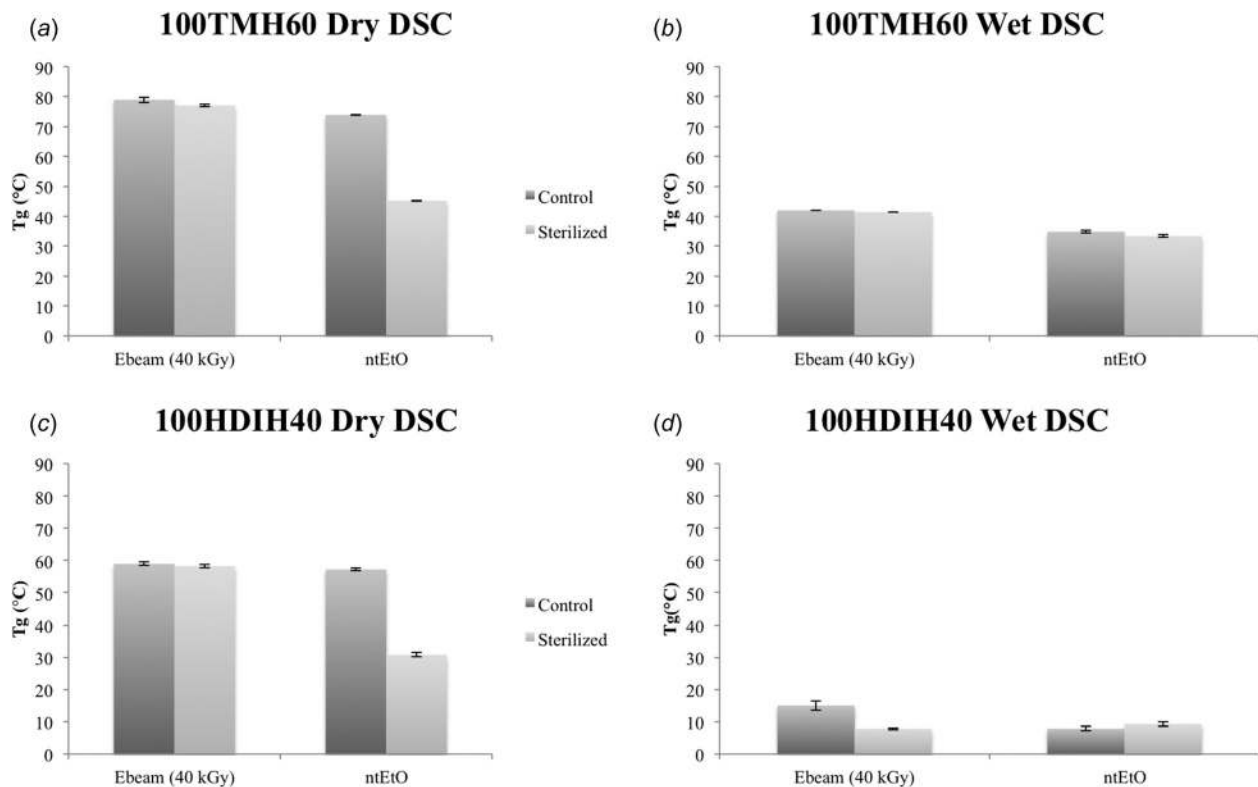 (a) 100TMH60 Dry DSC
90
80
70
60
50
40
30
20
10
0
Tg (°C)
Ebeam (40 kGy) ntEtO
Control
Sterilized
(b) 100TMH60 Wet DSC
90
80
70
60
50
40
30
20
10
0
Tg (°C)
Ebeam (40 kGy) ntEtO
(c) 100HDIH40 Dry DSC
90
80
70
60
50
40
30
20
10
0
Tg (°C)
Ebeam (40 kGy) ntEtO
Control
Sterilized
(d) 100HDIH40 Wet DSC
90
80
70
60
50
40
30
20
10
0
Tg(°C)
Ebeam (40 kGy) ntEtO